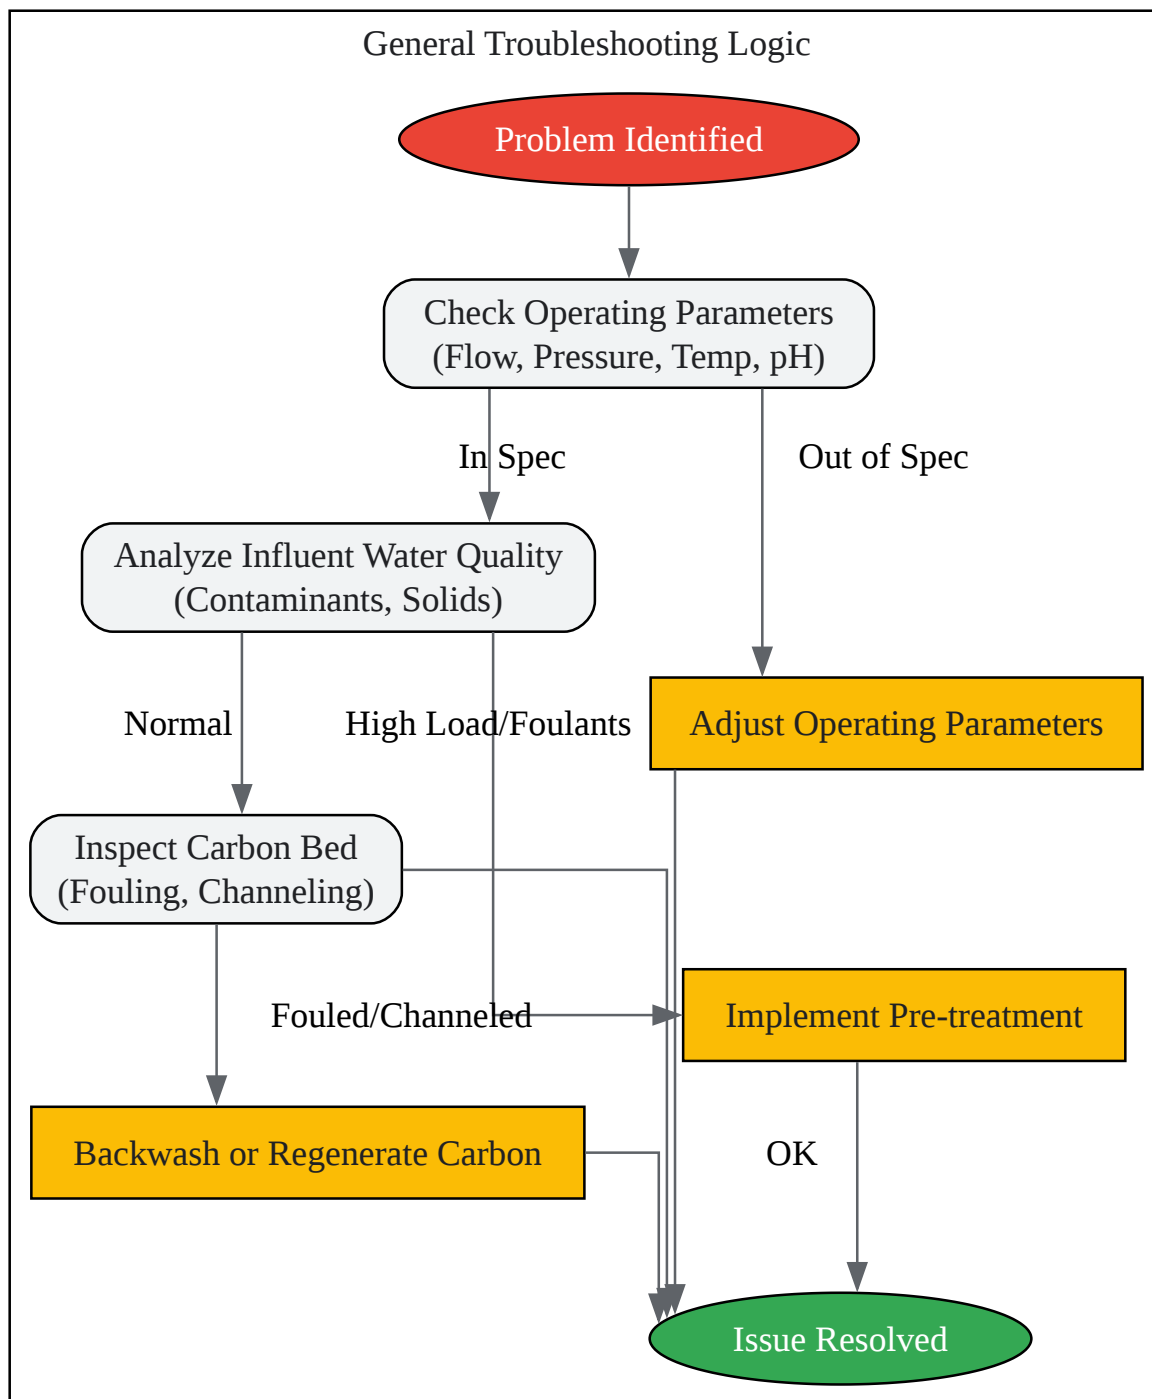 General Troubleshooting Logic
Problem Identified
Check Operating Parameters
(Flow, Pressure, Temp, pH)
In Spec
Out of Spec
Analyze Influent Water Quality
(Contaminants, Solids)
Normal
High Load/Foulants
Adjust Operating Parameters
Inspect Carbon Bed
(Fouling, Channeling)
Fouled/Channeled
Implement Pre-treatment
Backwash or Regenerate Carbon
OK
Issue Resolved